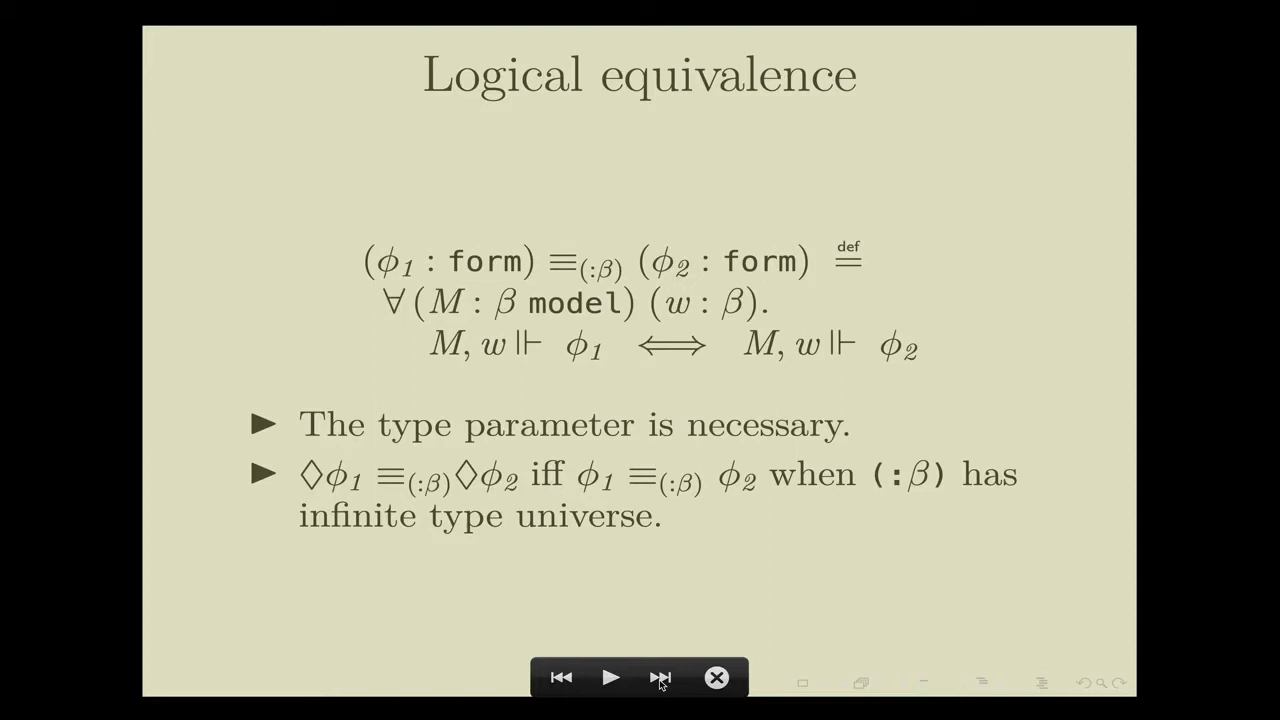 Logical equivalence
(ϕ₁ : form) ≡₍:β₎ (ϕ₂ : form) ≝
∀ (M : β model) (w : β).
M, w ⊩ ϕ₁ ⟺ M, w ⊩ ϕ₂
▶ The type parameter is necessary.
▶ ◊ϕ₁ ≡₍:β₎ ◊ϕ₂ iff ϕ₁ ≡₍:β₎ ϕ₂ when (:β) has
infinite type universe.